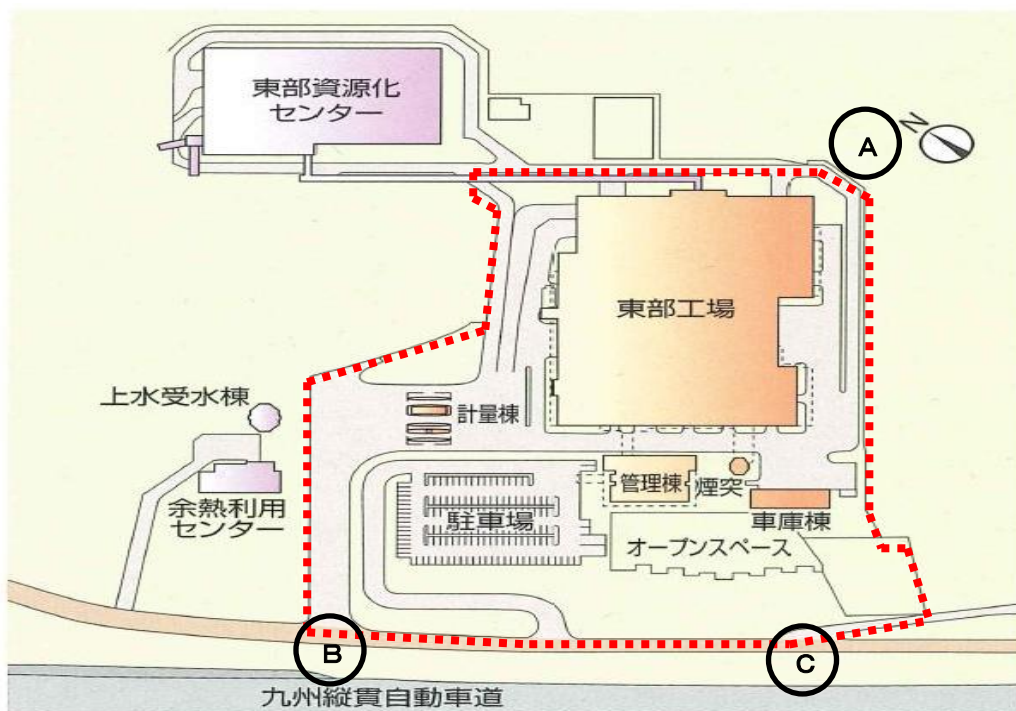 東部資源化
センター
N
A
東部工場
上水受水棟
計量棟
管理棟
煙突
余熱利用
センター
駐車場
車庫棟
オープンスペース
B
C
九州縦貫自動車道